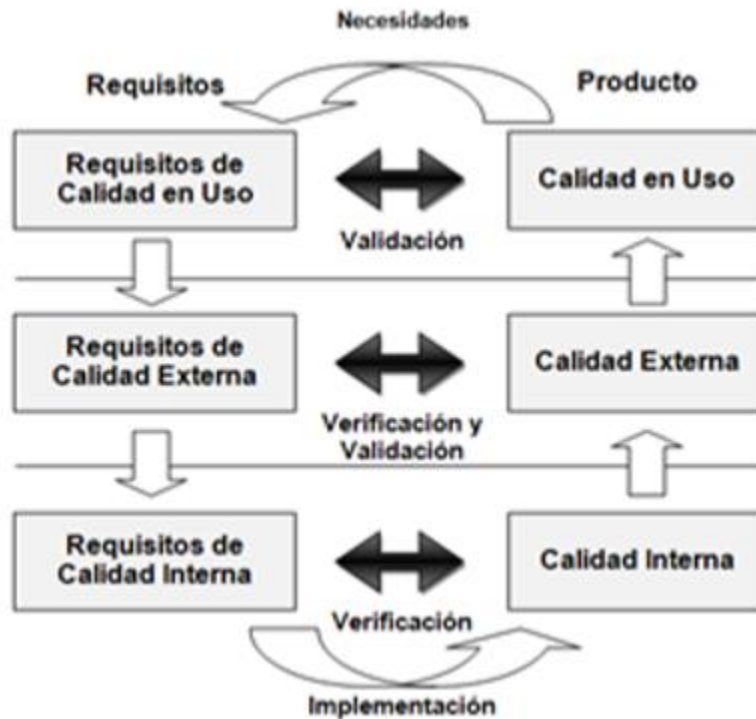 Necesidades
Requisitos
Producto
Requisitos de
Calidad en Uso
Calidad en Uso
Validación
Requisitos de
Calidad Externa
Calidad Externa
Verificación y
Validación
Requisitos de
Calidad Interna
Calidad Interna
Verificación
Implementación